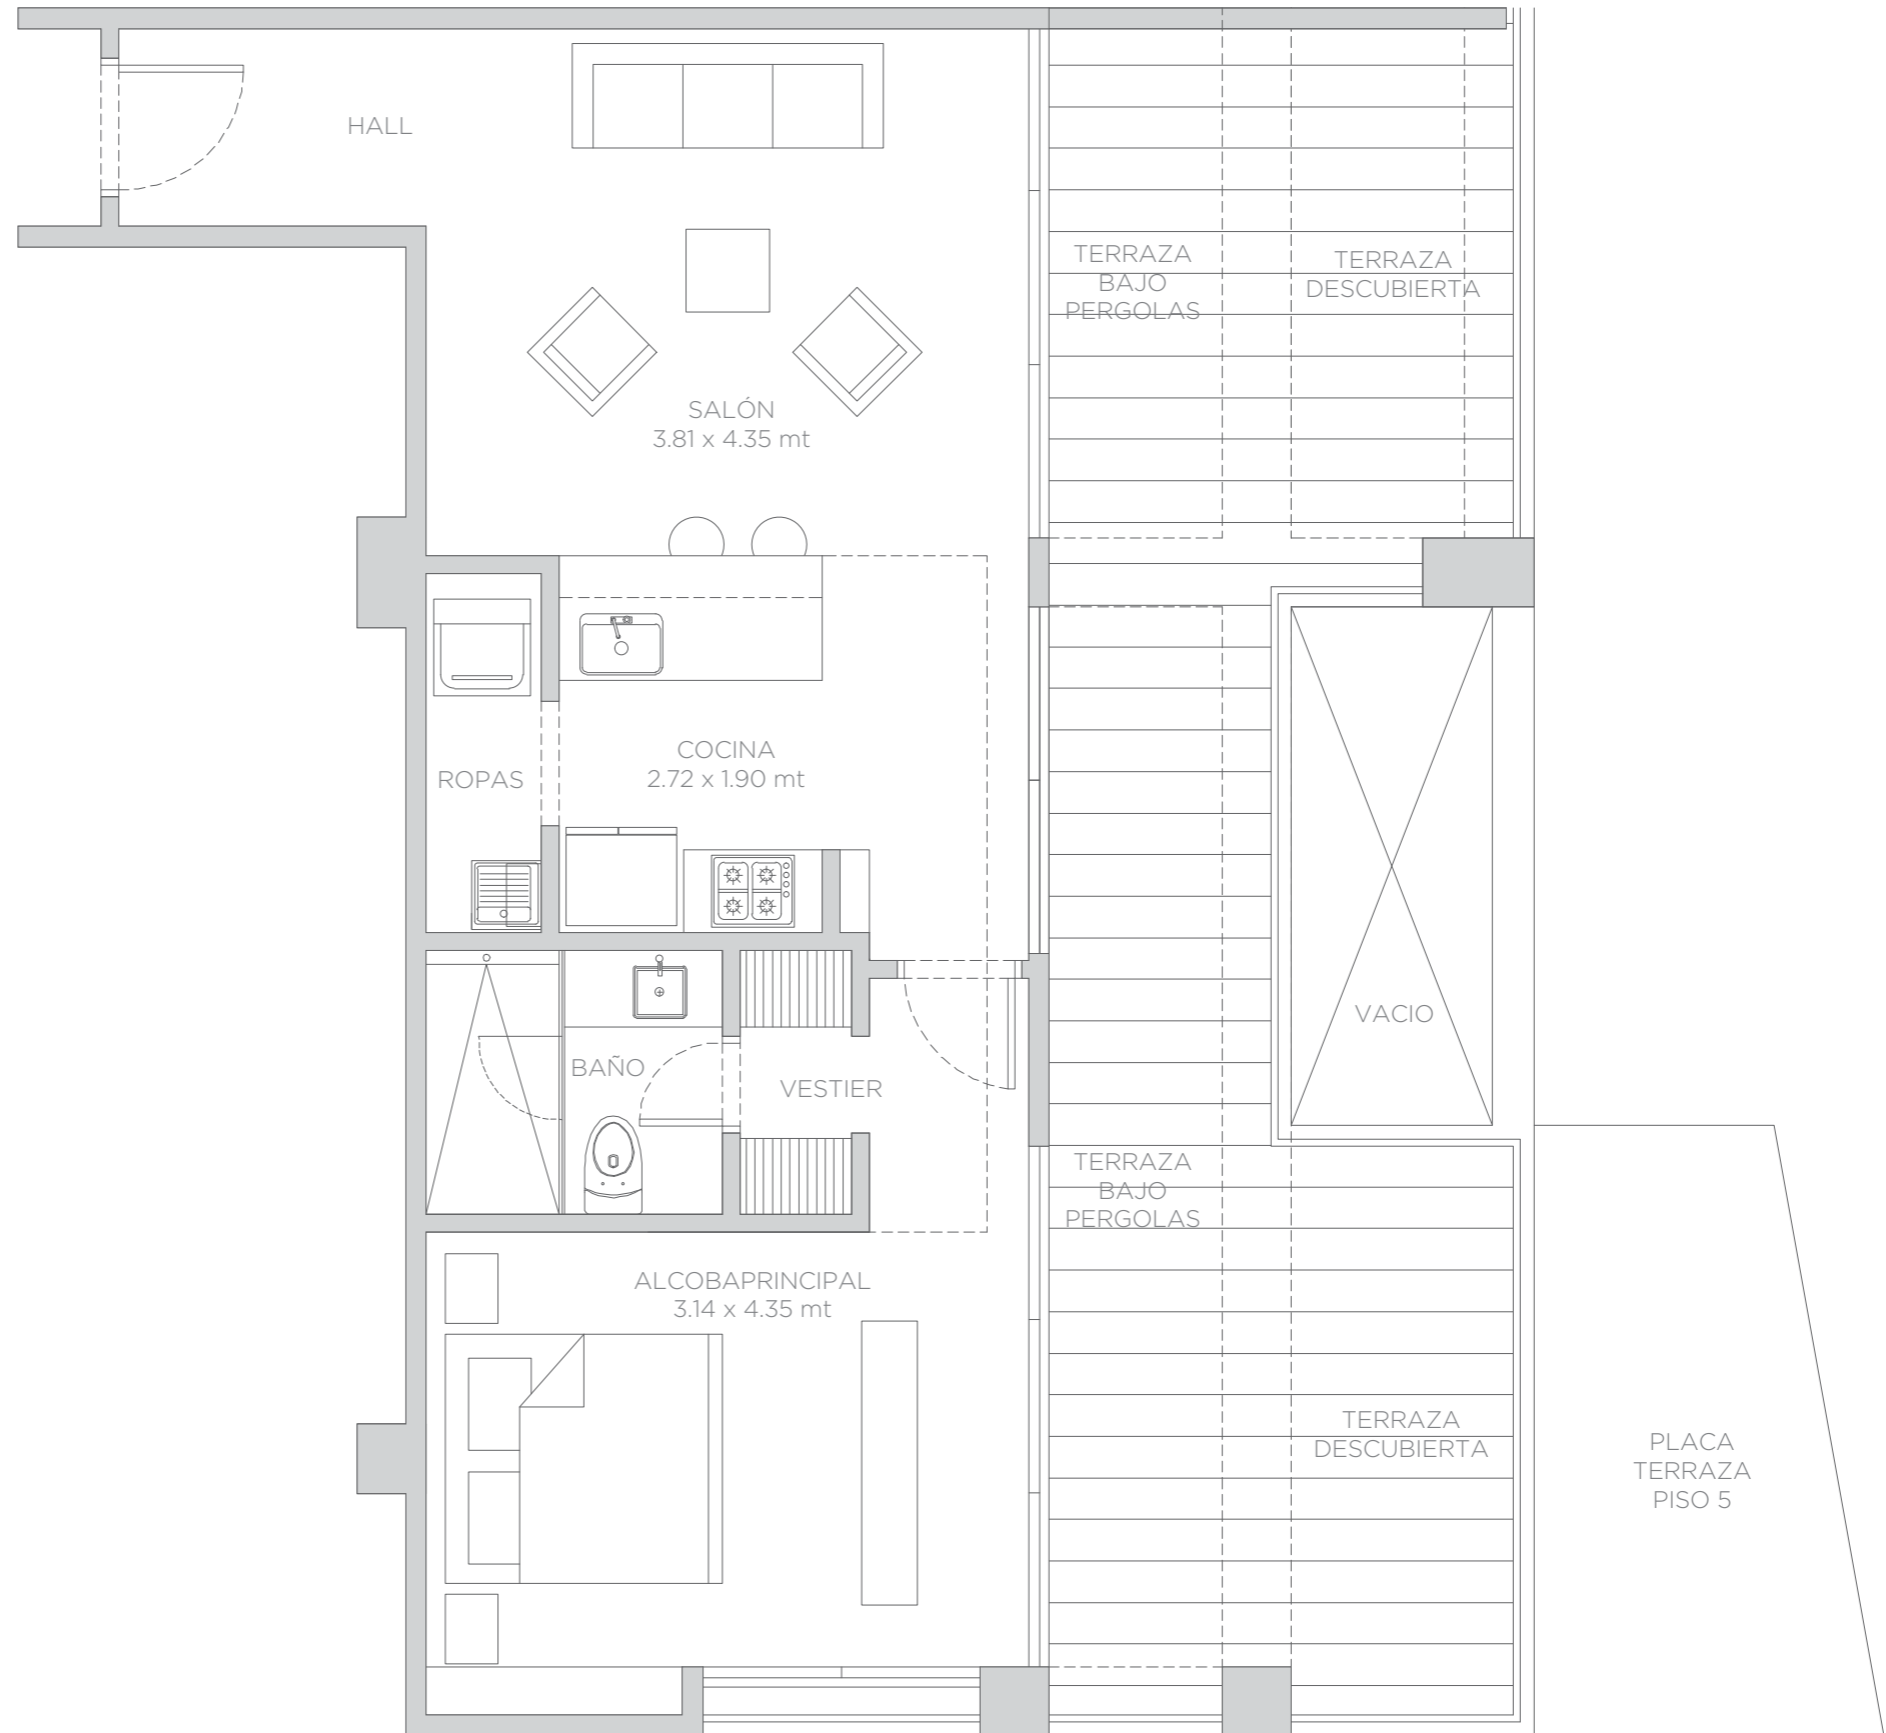 HALL
TERRAZA
BAJO
PERGOLAS
TERRAZA
DESCUBIERTA
SALÓN
3.81 x 4.35 mt
COCINA
2.72 x 1.90 mt
ROPAS
VACIO
BAÑO
VESTIER
TERRAZA
BAJO
PERGOLAS
ALCOBAPRINCIPAL
3.14 x 4.35 mt
TERRAZA
DESCUBIERTA
PLACA
TERRAZA
PISO 5